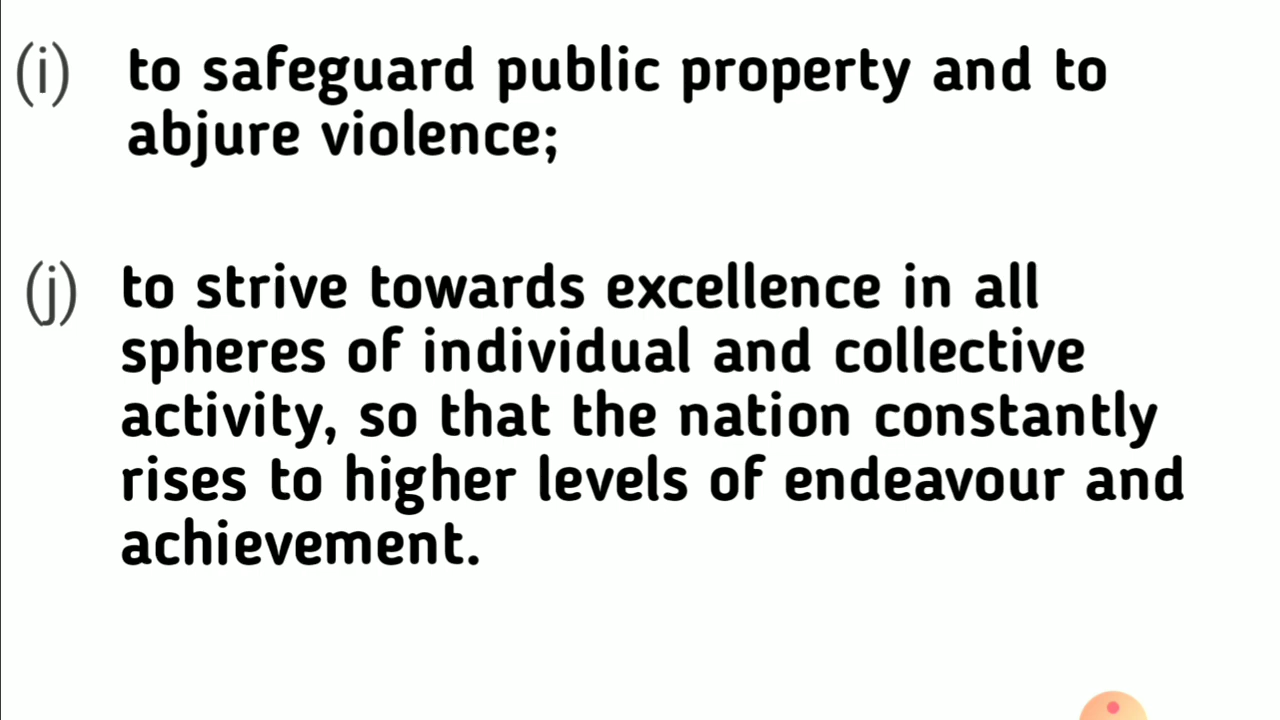 (i) to safeguard public property and to
abjure violence;
(j) to strive towards excellence in all
spheres of individual and collective
activity, so that the nation constantly
rises to higher levels of endeavour and
achievement.